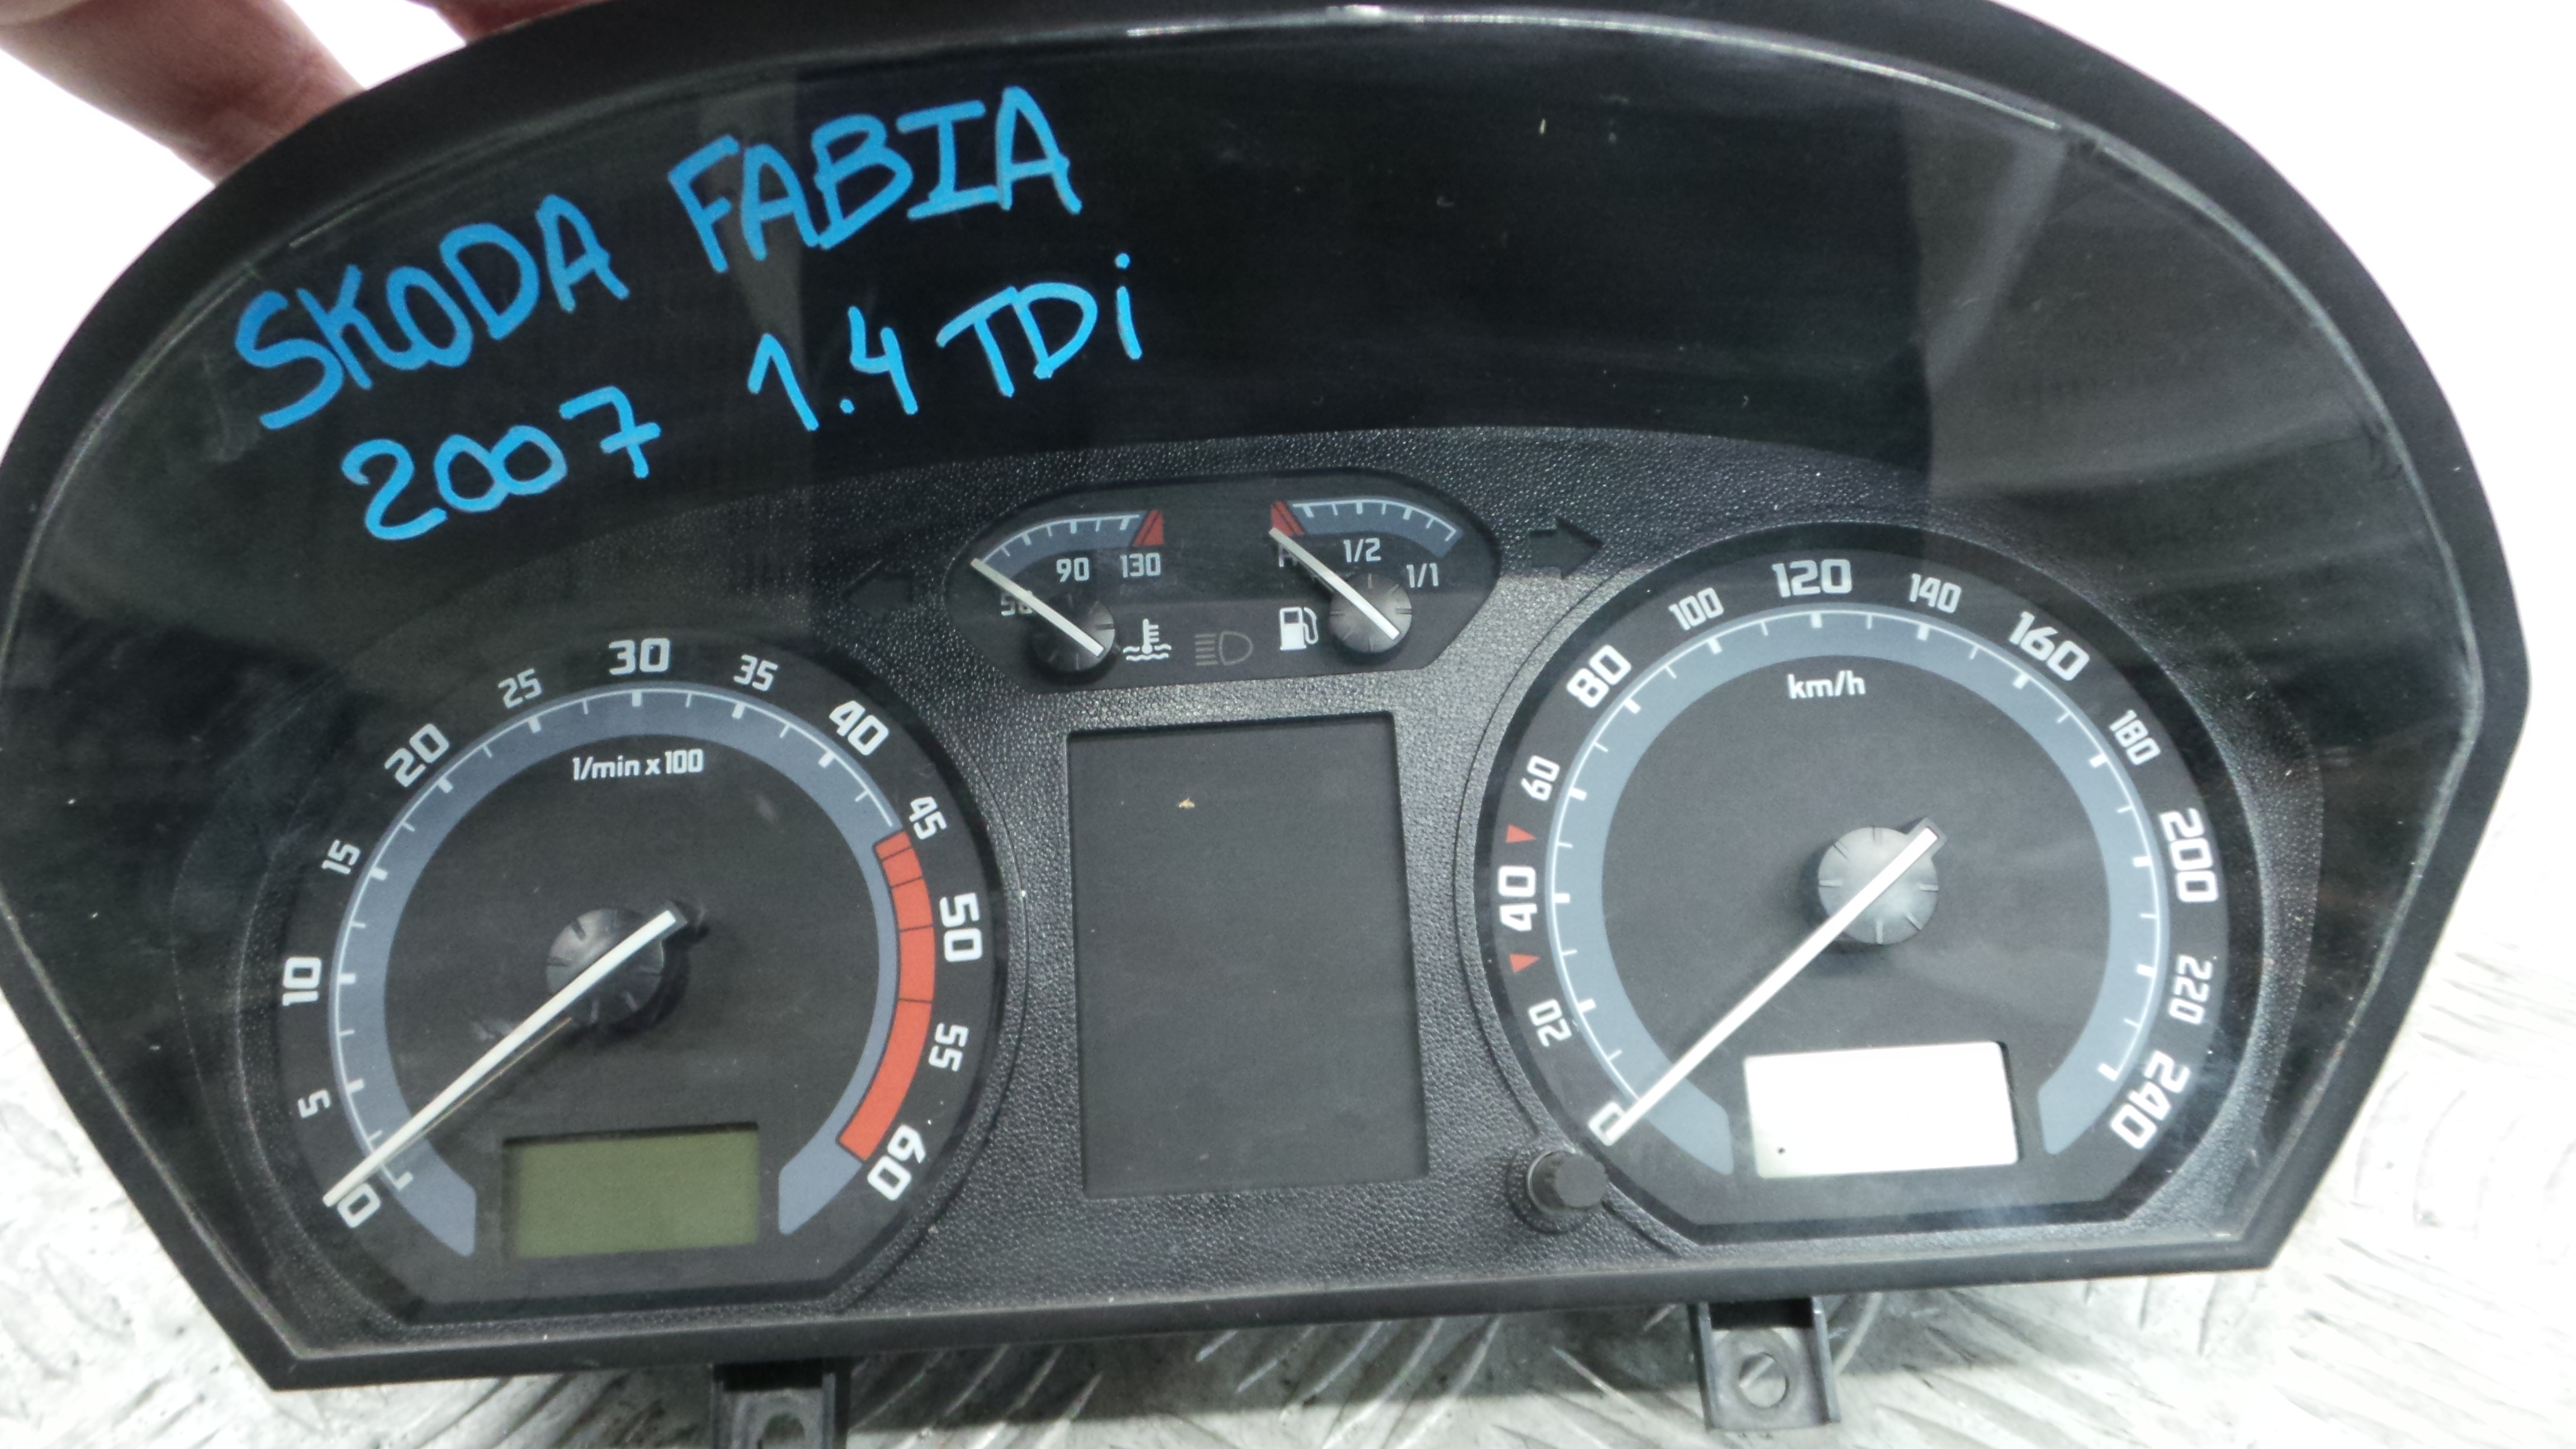 SKODA FABIA
2007 1.4 TDi
90 130
1/2 1/1
0 5 10 15 20 25 30 35 40 45 50 55 60
1/min x 100
0 20 40 60 80 100 120 140 160 180 200 220 240
km/h